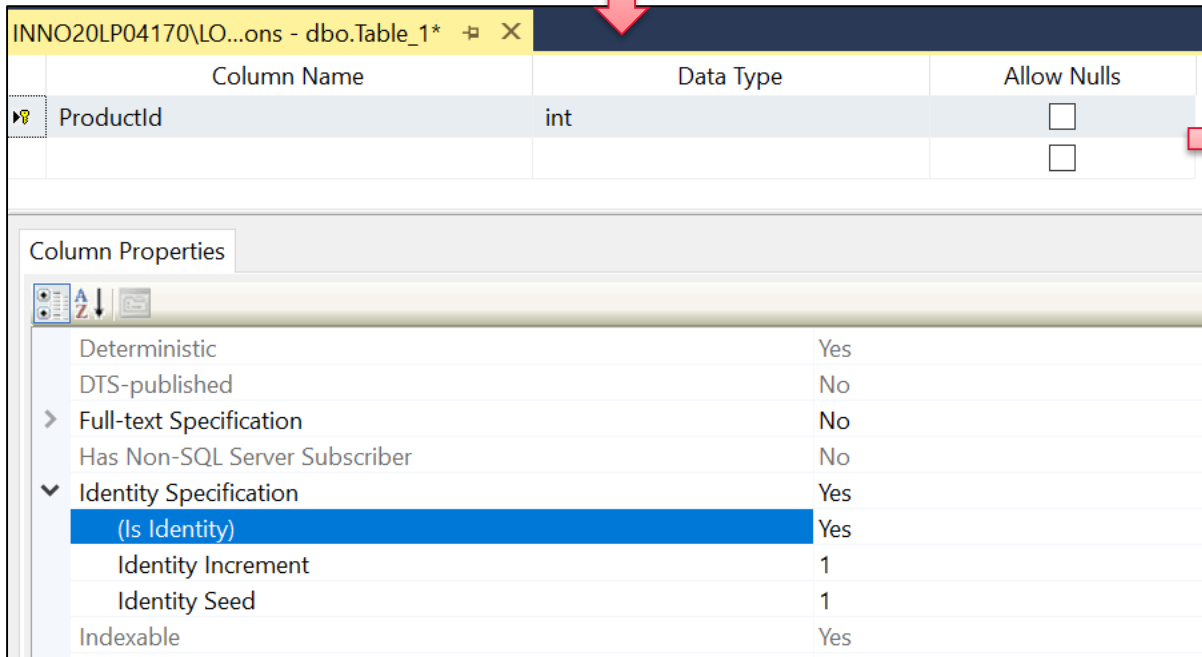 INNO20LP04170\LO...ons - dbo.Table_1*
Column Name Data Type Allow Nulls
ProductId int
Column Properties
Deterministic Yes
DTS-published No
Full-text Specification No
Has Non-SQL Server Subscriber No
Identity Specification Yes
(Is Identity) Yes
Identity Increment 1
Identity Seed 1
Indexable Yes